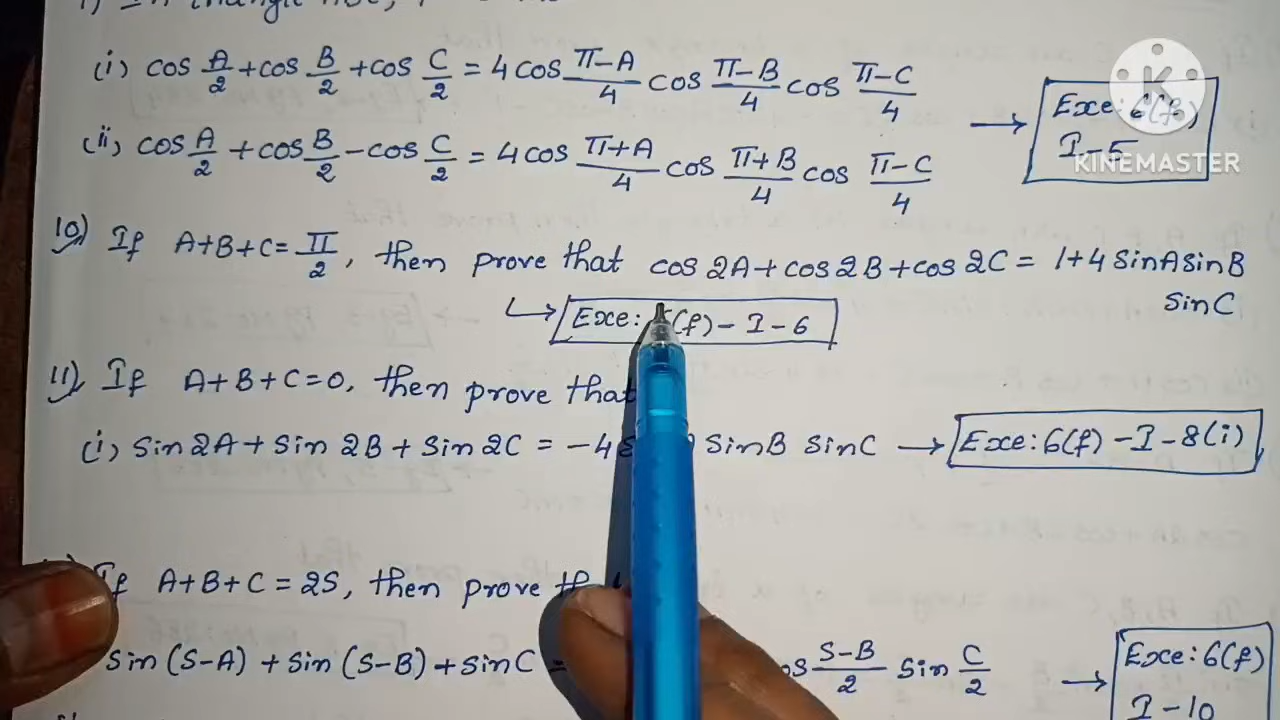 (i) cos A/2 + cos B/2 + cos C/2 = 4 cos π-A/4 cos π-B/4 cos π-C/4
Exe: 6(f)
I-5
K
KINEMASTER
(ii) cos A/2 + cos B/2 - cos C/2 = 4 cos π+A/4 cos π+B/4 cos π-C/4
10) If A+B+C = π/2, then prove that cos 2A + cos 2B + cos 2C = 1+4 sinA sinB
sinC
Exe: (f) - I - 6
11) If A+B+C=0, then prove that
(i) Sin 2A + Sin 2B + Sin 2C = -4 SinB SinC → Exe: 6(f) - I - 8(i)
If A+B+C = 2S, then prove
Sin (S-A) + Sin (S-B) + Sin C = S-B/2 Sin C/2
Exe: 6(f)
I-10